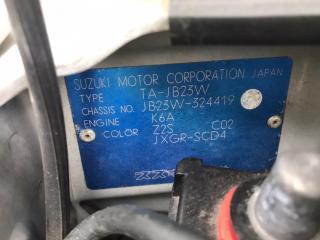 SUZUKI MOTOR CORPORATION JAPAN
TYPE TA-JB23W
CHASSIS NO. JB23W-324419
ENGINE K6A
COLOR Z2S C02
JXGR-SCD4